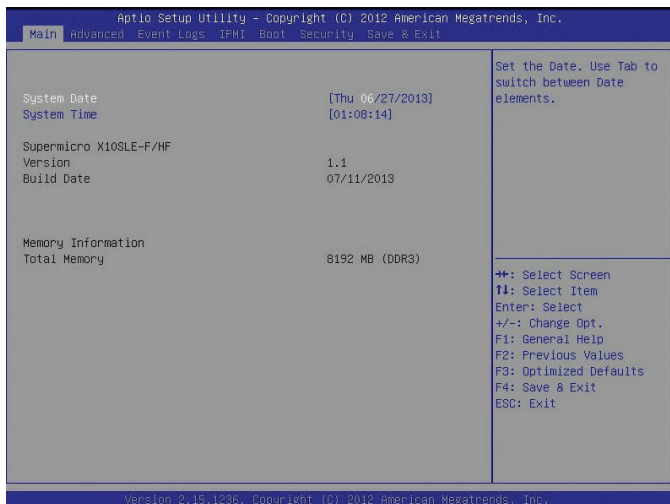 Aptio Setup Utility – Copyright (C) 2012 American Megatrends, Inc.
Main Advanced Event Logs IPMI Boot Security Save & Exit
System Date [Thu 06/27/2013]
System Time [01:08:14]
Supermicro X10SLE-F/HF
Version 1.1
Build Date 07/11/2013
Memory Information
Total Memory 8192 MB (DDR3)
Set the Date. Use Tab to
switch between Date
elements.
→←: Select Screen
↑↓: Select Item
Enter: Select
+/-: Change Opt.
F1: General Help
F2: Previous Values
F3: Optimized Defaults
F4: Save & Exit
ESC: Exit
Version 2.15.1236. Copyright (C) 2012 American Megatrends, Inc.